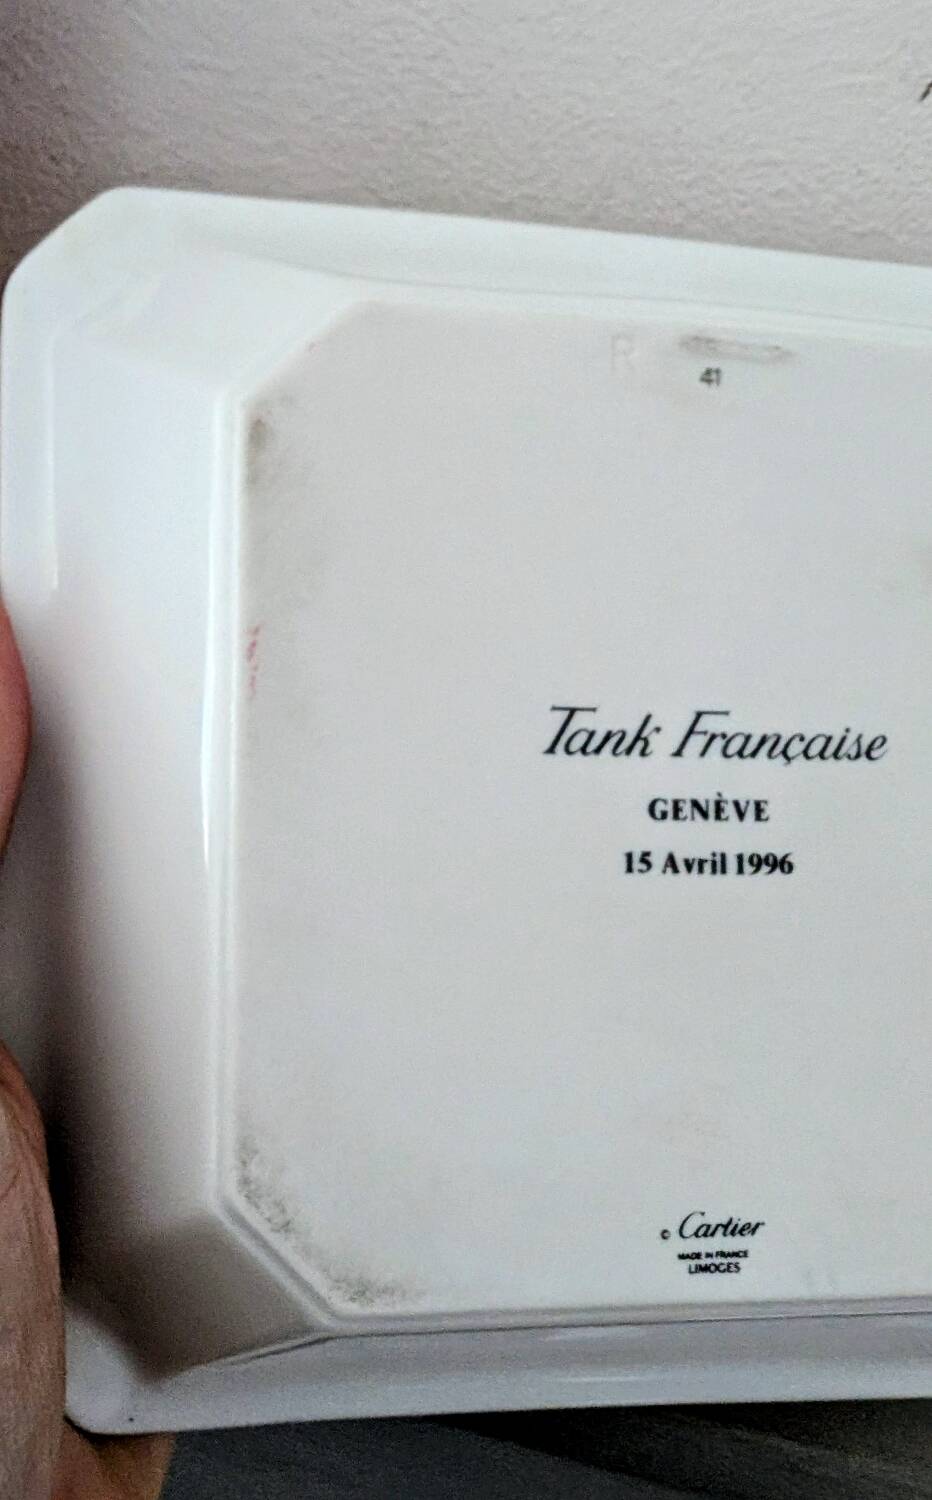 R
41
Tank Française
GENÈVE
15 Avril 1996
© Cartier
MADE IN FRANCE
LIMOGES